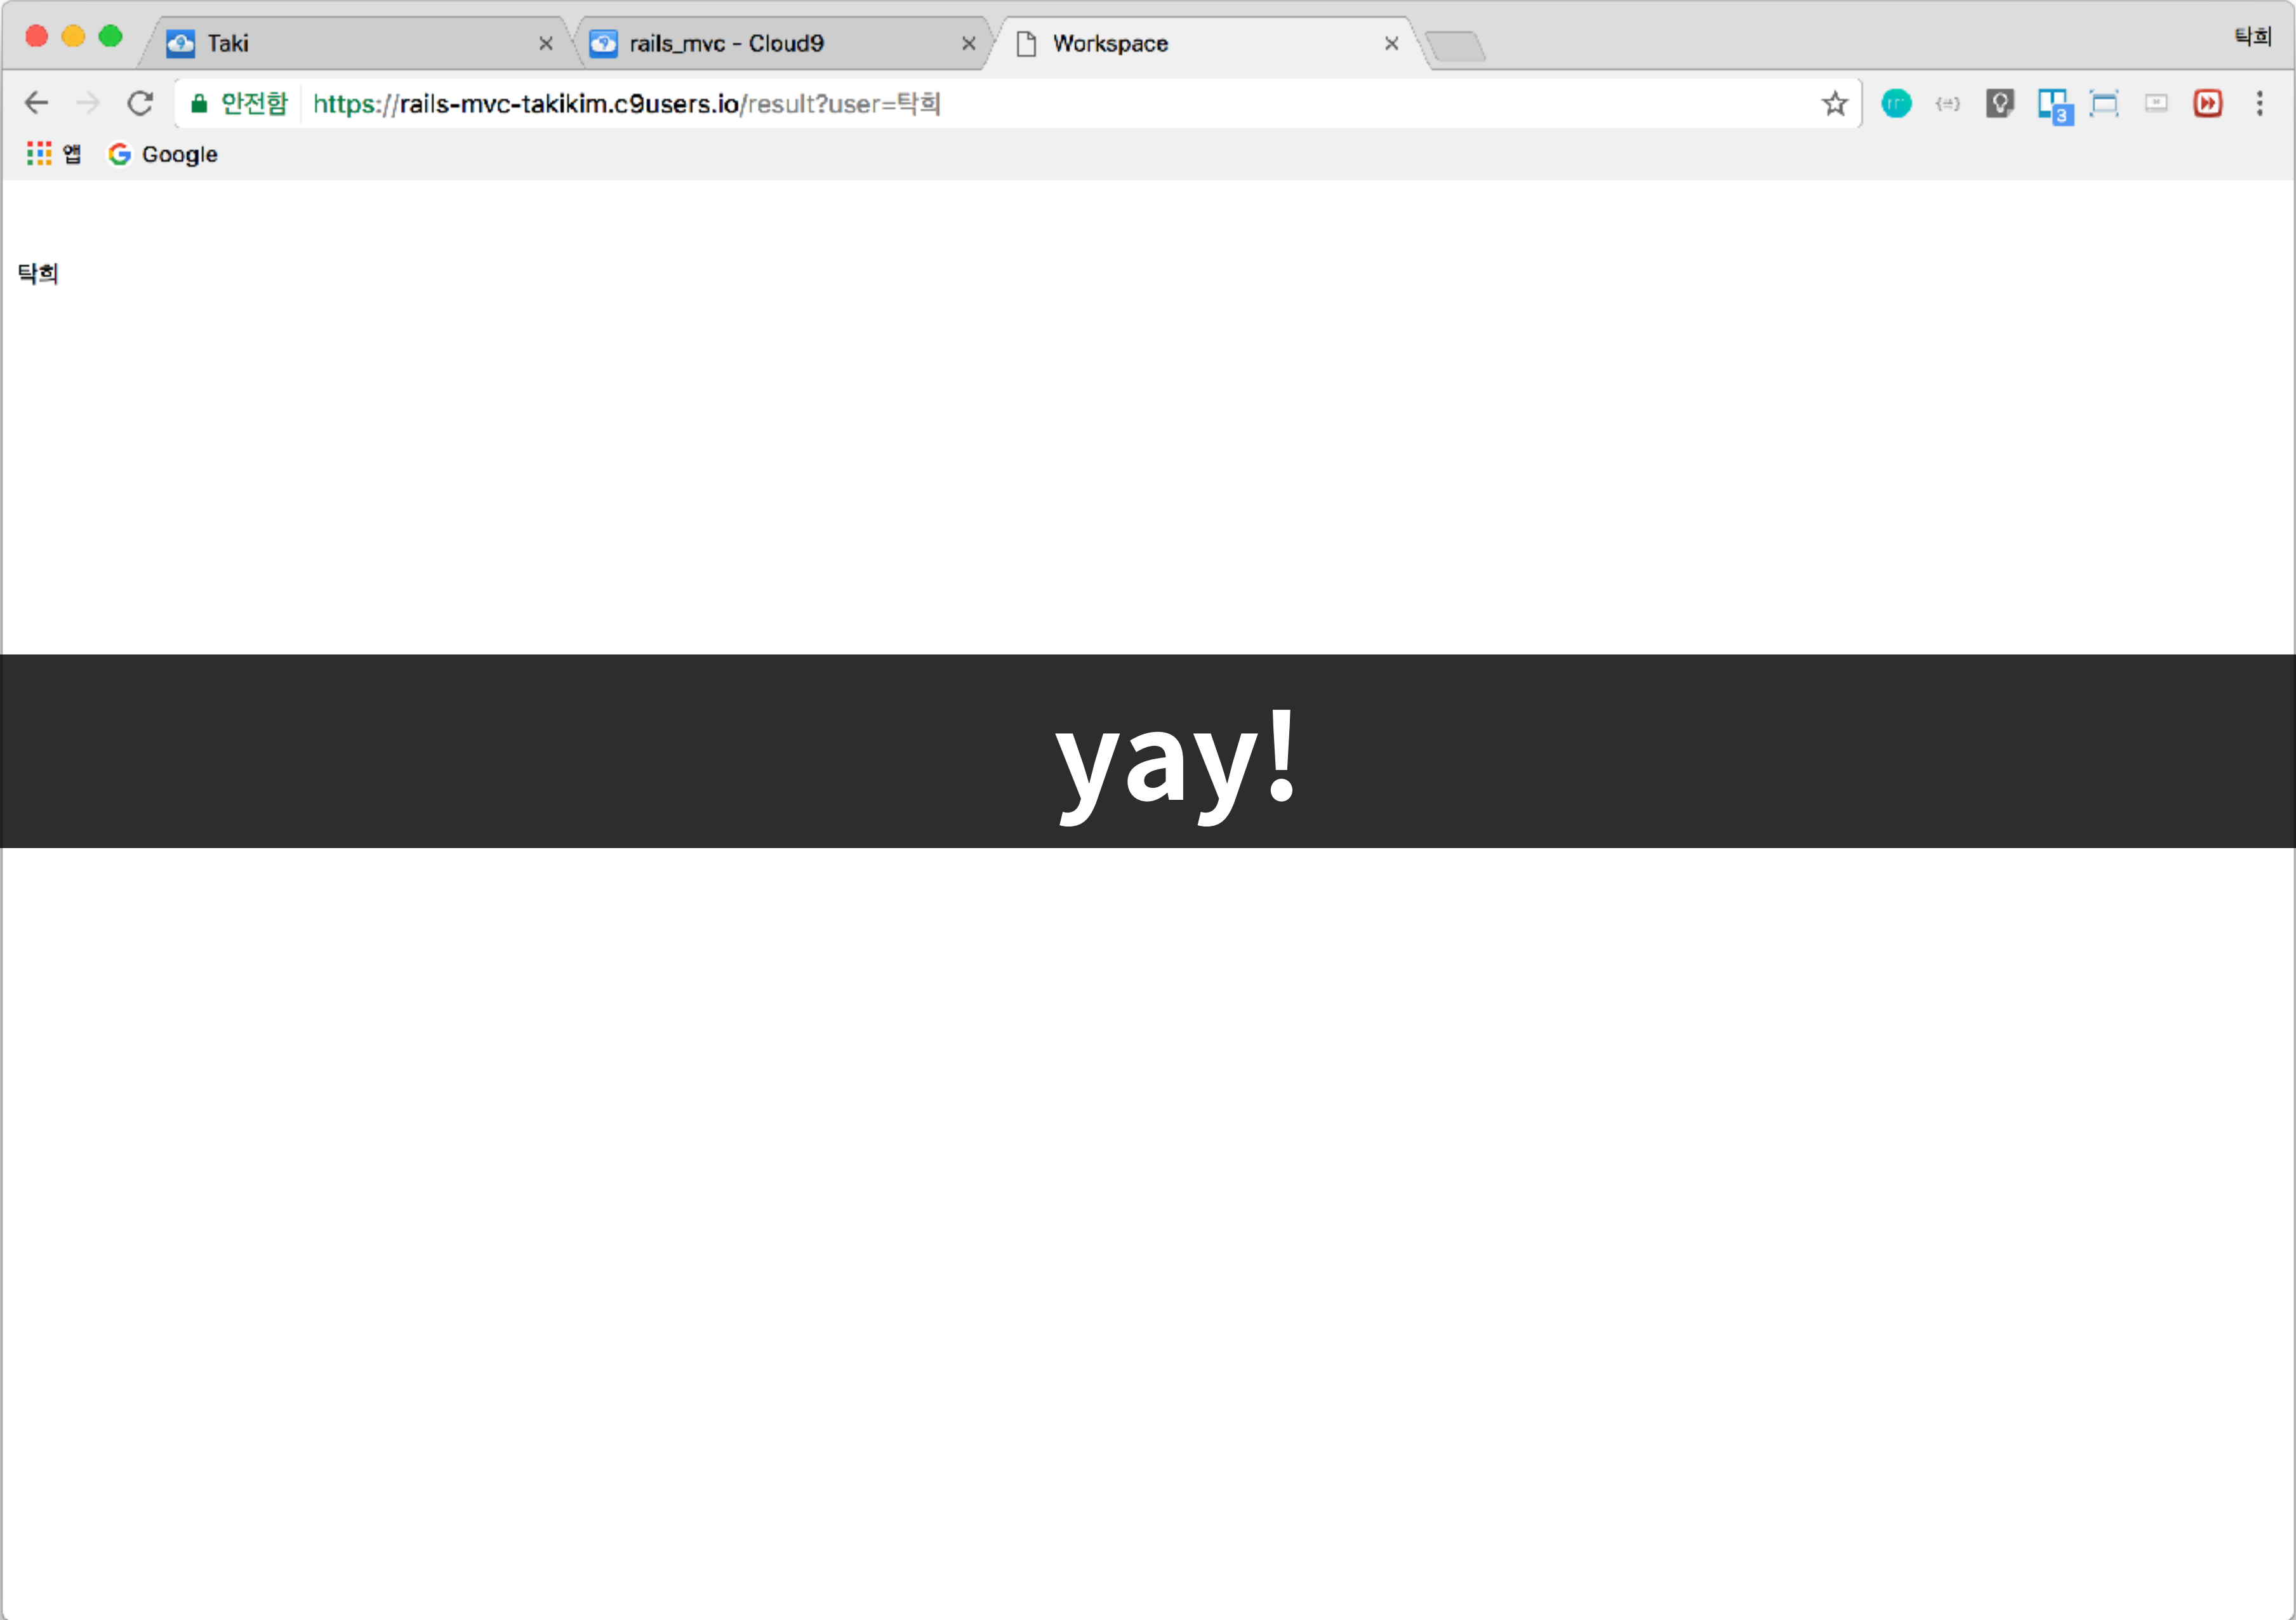 Taki
rails_mvc - Cloud9
Workspace
탁희
안전함 https://rails-mvc-takikim.c9users.io/result?user=탁희
3
앱 Google
탁희
yay!